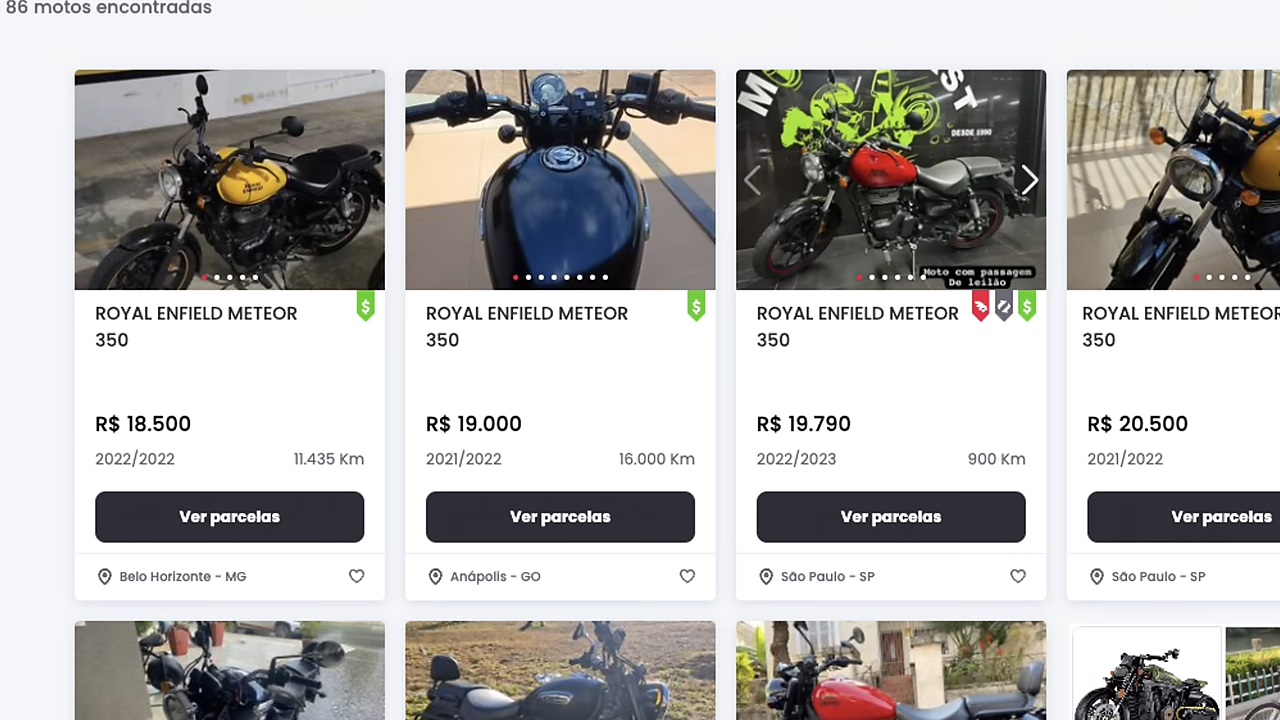 86 motos encontradas
ROYAL ENFIELD
M
ST
DESDE 1990
Moto com passagem
De leilão
ROYAL ENFIELD METEOR
350
$
R$ 18.500
2022/2022
11.435 Km
Ver parcelas
Belo Horizonte - MG
ROYAL ENFIELD METEOR
350
$
R$ 19.000
2021/2022
16.000 Km
Ver parcelas
Anápolis - GO
ROYAL ENFIELD METEOR
350
$
R$ 19.790
2022/2023
900 Km
Ver parcelas
São Paulo - SP
ROYAL ENFIELD METEOR
350
R$ 20.500
2021/2022
Ver parcelas
São Paulo - SP